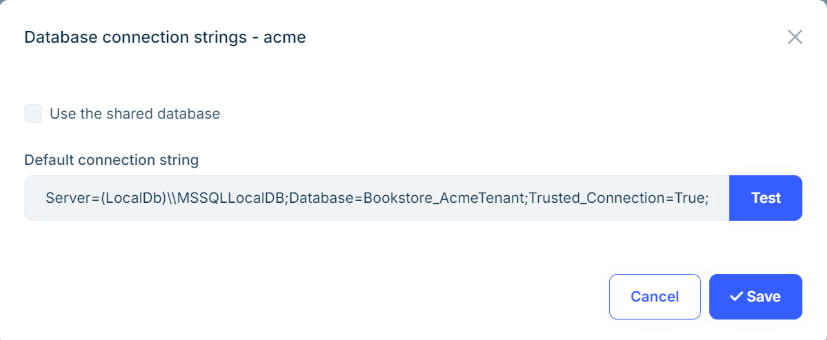 Database connection strings - acme
Use the shared database
Default connection string
Server=(LocalDb)\\MSSQLLocalDB;Database=Bookstore_AcmeTenant;Trusted_Connection=True;
Test
Cancel
Save